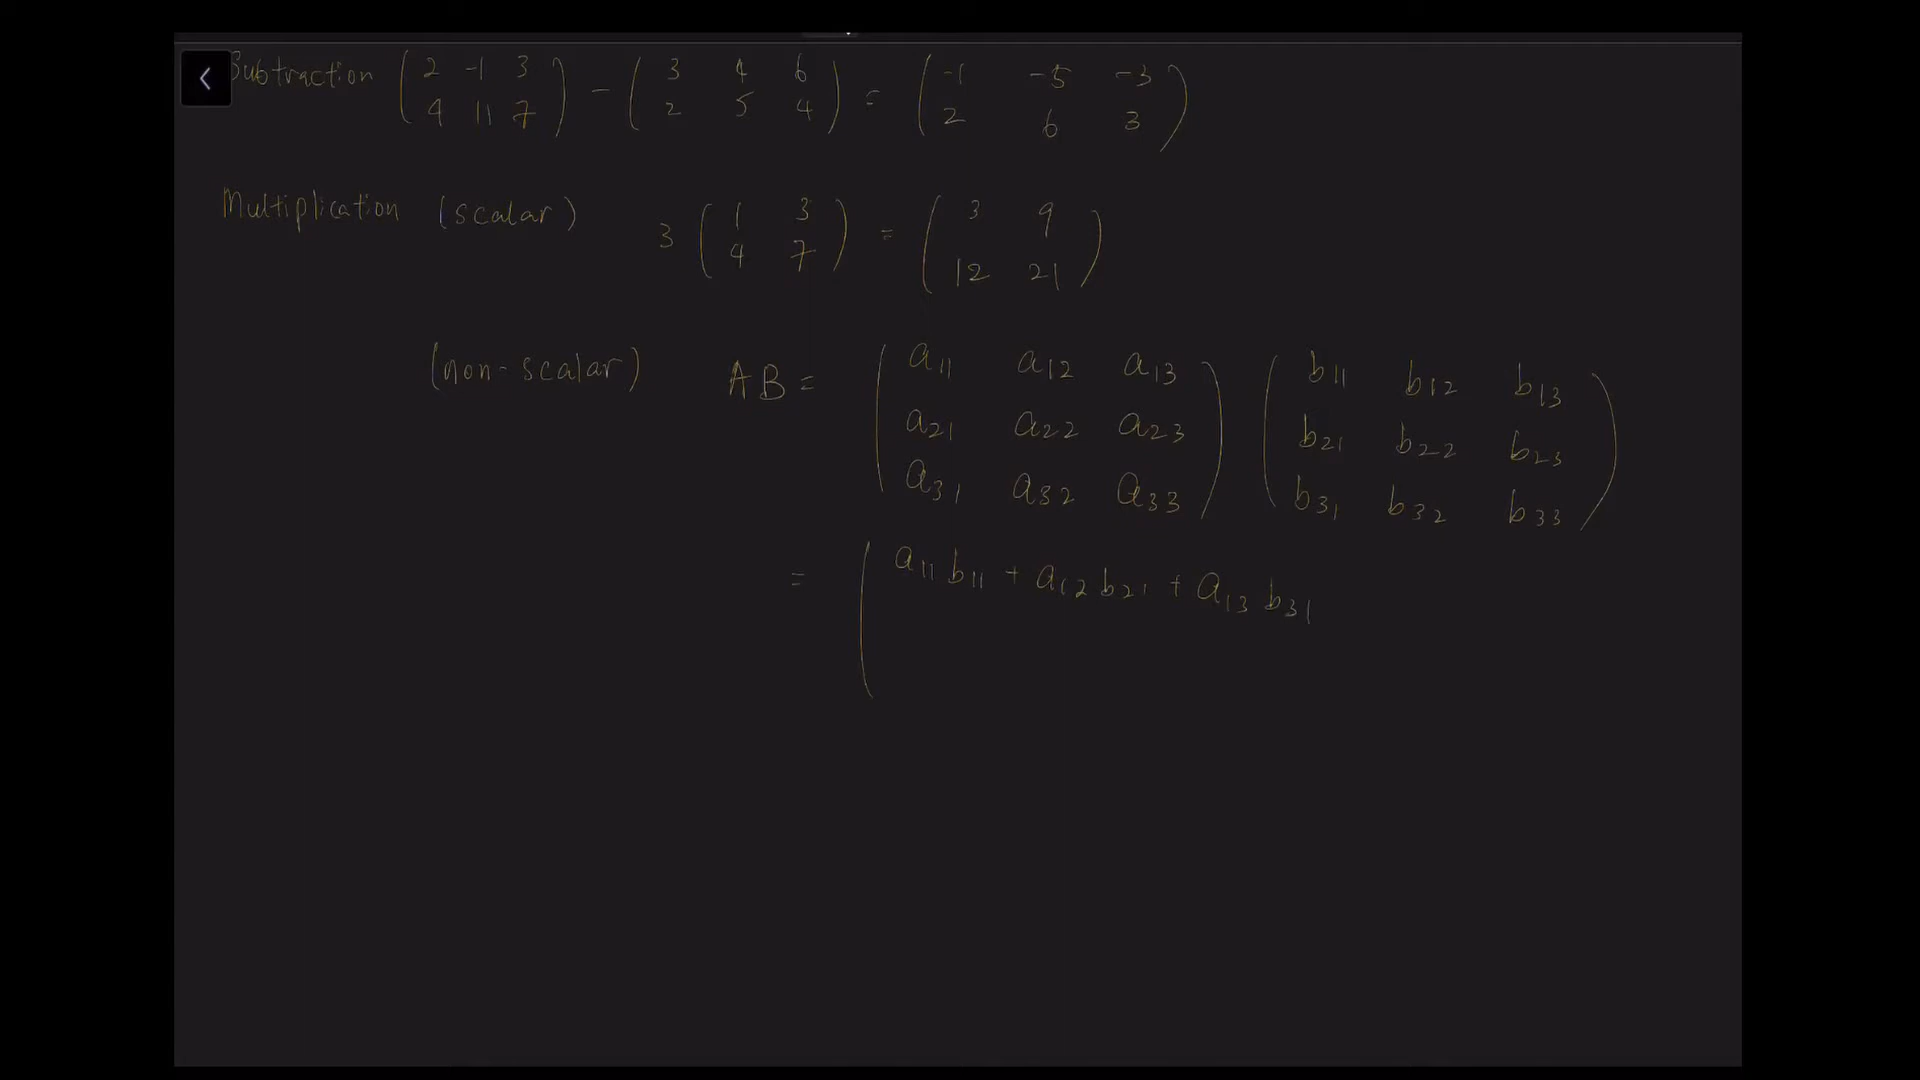 Subtraction ( 2 -1 3 ) - ( 3 4 6 ) = ( -1 -5 -3 )
( 4 11 7 ) ( 2 5 4 ) ( 2 6 3 )
Multiplication (scalar) 3 ( 1 3 ) = ( 3 9 )
( 4 7 ) ( 12 21 )
(non-scalar) AB = ( a11 a12 a13 ) ( b11 b12 b13 )
( a21 a22 a23 ) ( b21 b22 b23 )
( a31 a32 a33 ) ( b31 b32 b33 )
= ( a11 b11 + a12 b21 + a13 b31